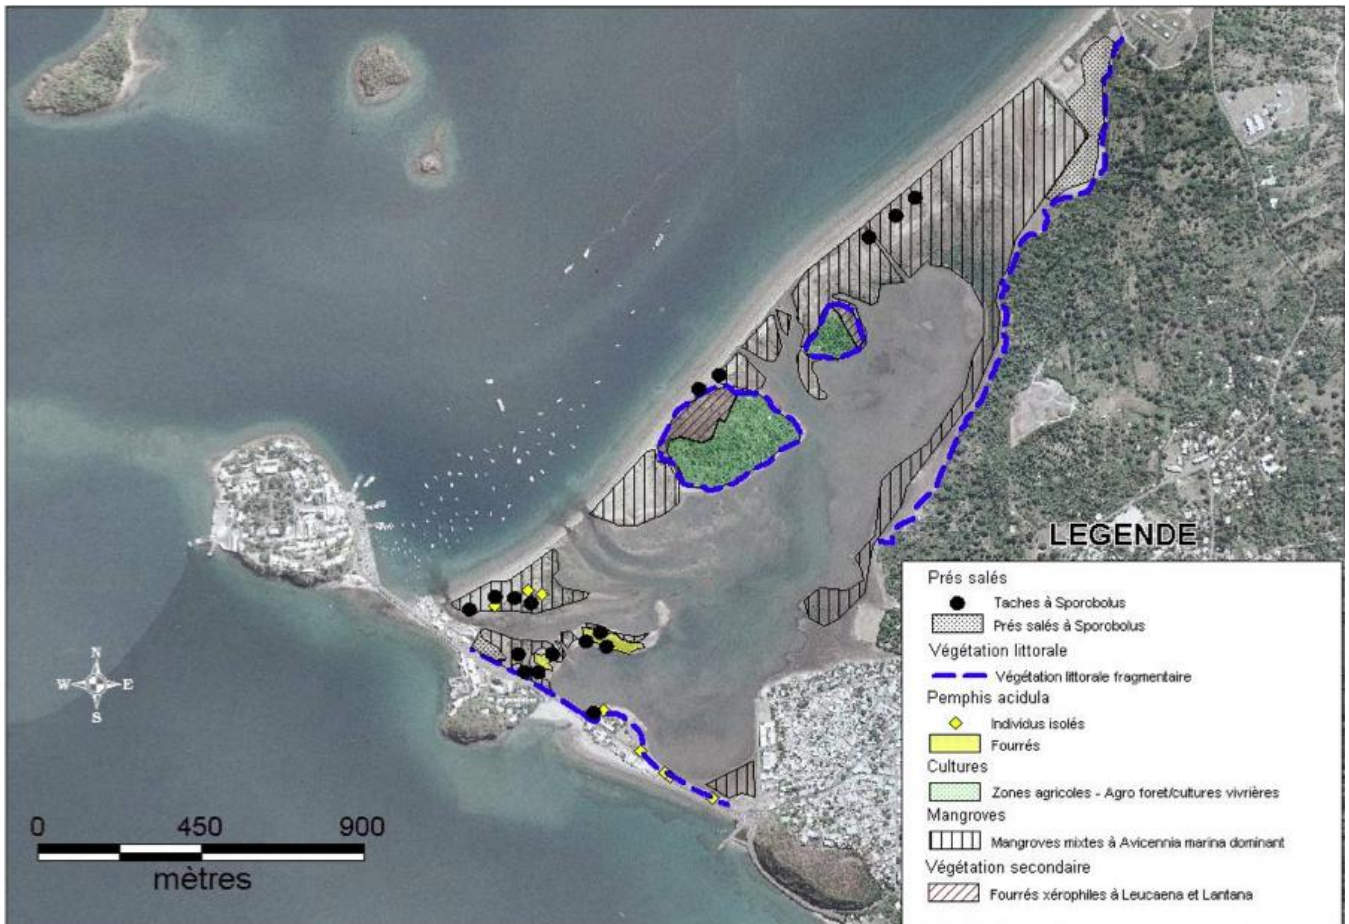 LEGENDE
Prés salés
Taches à Sporobolus
Prés salés à Sporobolus
Végétation littorale
Végétation littorale fragmentaire
Pemphis acidula
Individus isolés
Fourrés
Cultures
Zones agricoles - Agro foret/cultures vivrières
Mangroves
Mangroves mixtes à Avicennia marina dominant
Végétation secondaire
Fourrés xérophiles à Leucaena et Lantana
N
W E
S
0 450 900
mètres